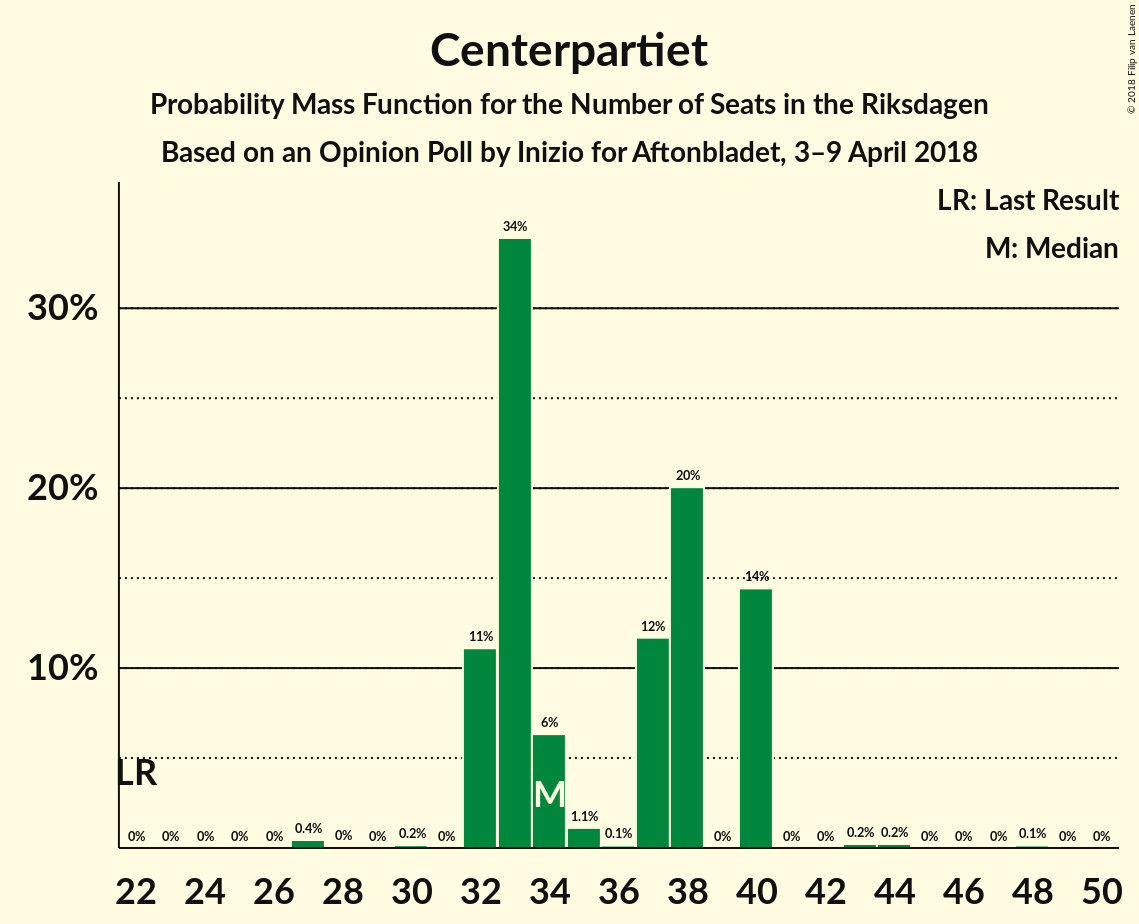 Centerpartiet
Probability Mass Function for the Number of Seats in the Riksdagen
Based on an Opinion Poll by Inizio for Aftonbladet, 3–9 April 2018
© 2018 Filip van Laenen
LR: Last Result
M: Median
34%
30%
20%
20%
14%
12%
11%
10%
6%
LR
M
0% 0% 0% 0% 0% 0.4% 0% 0% 0.2% 0% 1.1% 0.1% 0% 0% 0% 0.2% 0.2% 0% 0% 0% 0.1% 0% 0%
22 24 26 28 30 32 34 36 38 40 42 44 46 48 50